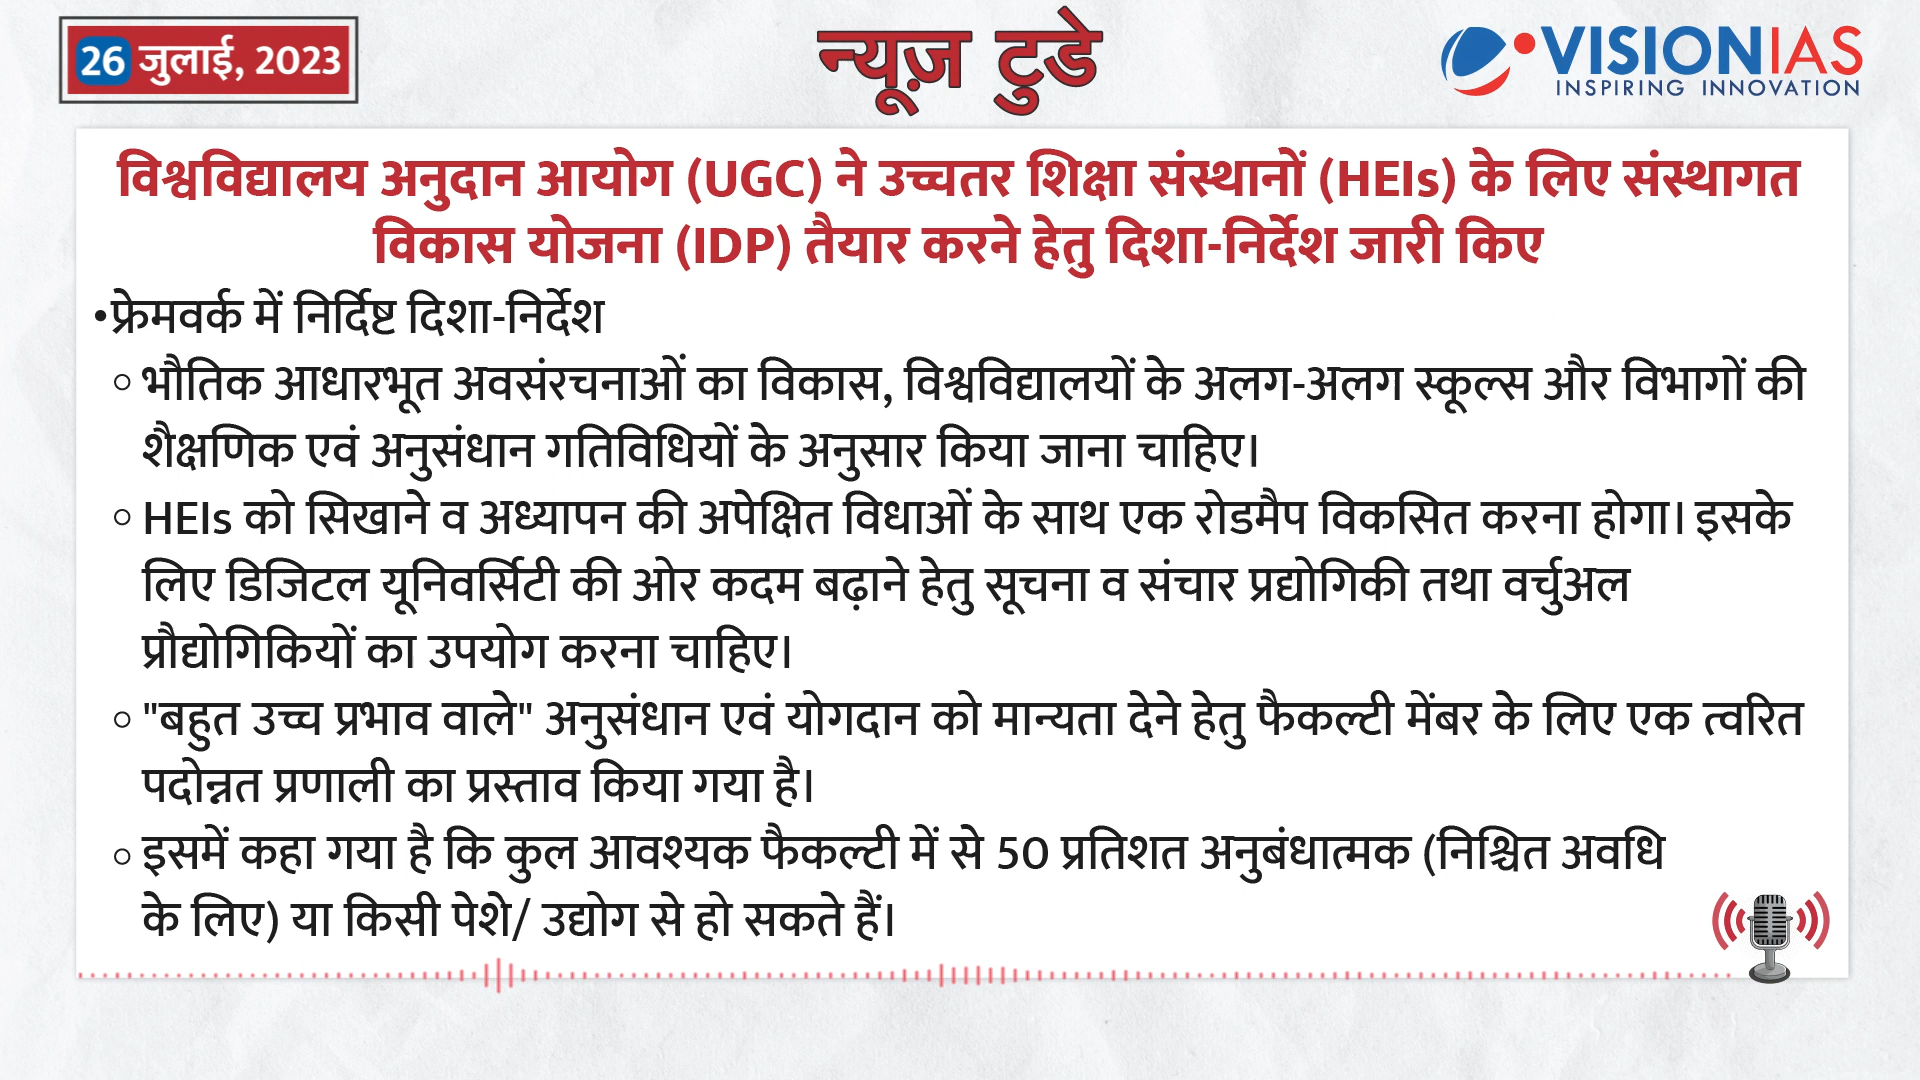 26 जुलाई, 2023
न्यूज़ टुडे
VISIONIAS
INSPIRING INNOVATION
विश्वविद्यालय अनुदान आयोग (UGC) ने उच्चतर शिक्षा संस्थानों (HEIs) के लिए संस्थागत
विकास योजना (IDP) तैयार करने हेतु दिशा-निर्देश जारी किए
•फ्रेमवर्क में निर्दिष्ट दिशा-निर्देश
○ भौतिक आधारभूत अवसंरचनाओं का विकास, विश्वविद्यालयों के अलग-अलग स्कूल्स और विभागों की
शैक्षणिक एवं अनुसंधान गतिविधियों के अनुसार किया जाना चाहिए।
○ HEIs को सिखाने व अध्यापन की अपेक्षित विधाओं के साथ एक रोडमैप विकसित करना होगा। इसके
लिए डिजिटल यूनिवर्सिटी की ओर कदम बढ़ाने हेतु सूचना व संचार प्रद्योगिकी तथा वर्चुअल
प्रौद्योगिकियों का उपयोग करना चाहिए।
○ "बहुत उच्च प्रभाव वाले" अनुसंधान एवं योगदान को मान्यता देने हेतु फैकल्टी मेंबर के लिए एक त्वरित
पदोन्नत प्रणाली का प्रस्ताव किया गया है।
○ इसमें कहा गया है कि कुल आवश्यक फैकल्टी में से 50 प्रतिशत अनुबंधात्मक (निश्चित अवधि
के लिए) या किसी पेशे/ उद्योग से हो सकते हैं।